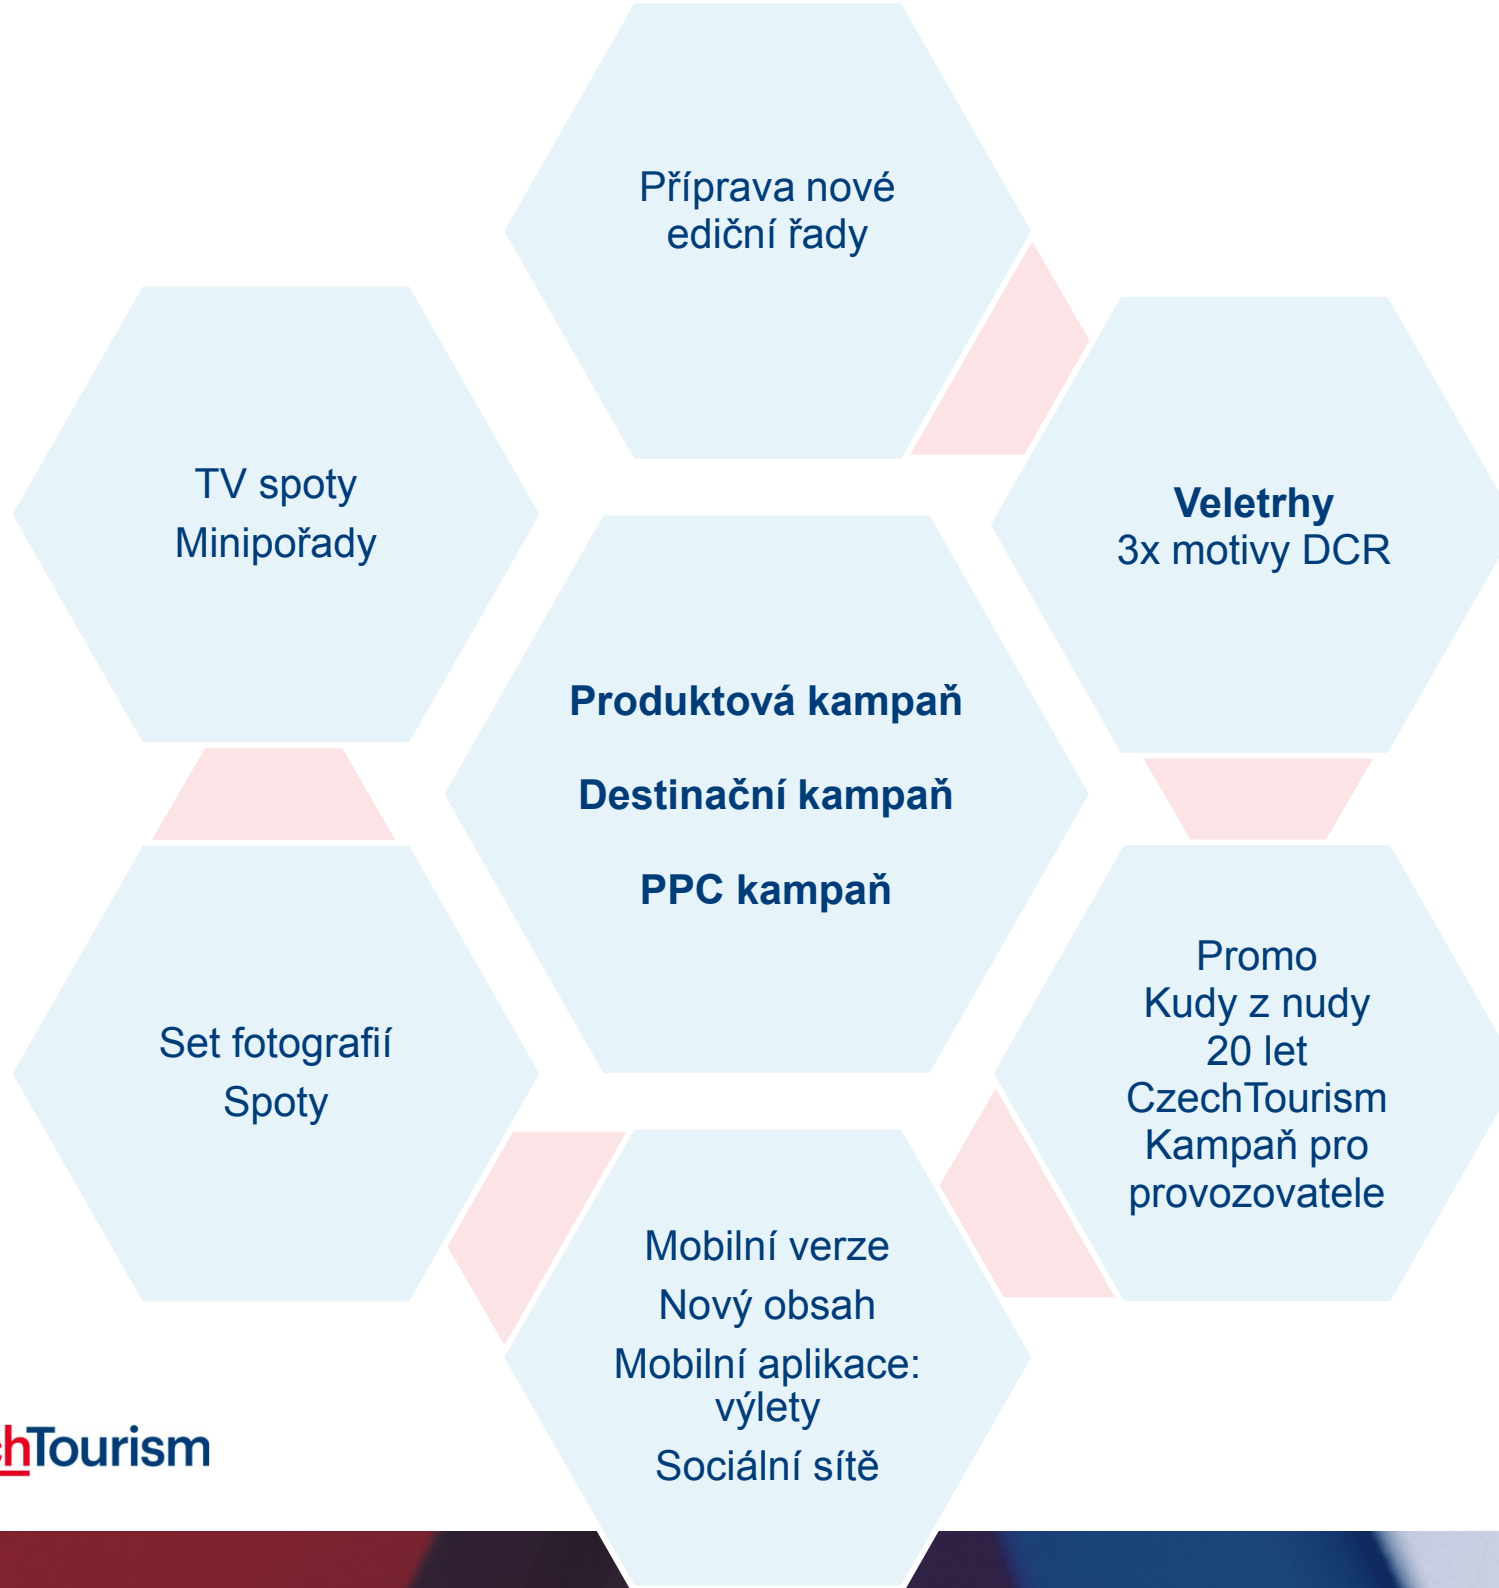 Příprava nové
ediční řady
TV spoty
Minipořady
Veletrhy
3x motivy DCR
Produktová kampaň
Destinační kampaň
PPC kampaň
Set fotografií
Spoty
Promo
Kudy z nudy
20 let
CzechTourism
Kampaň pro
provozovatele
Mobilní verze
Nový obsah
Mobilní aplikace:
výlety
Sociální sítě
hTourism